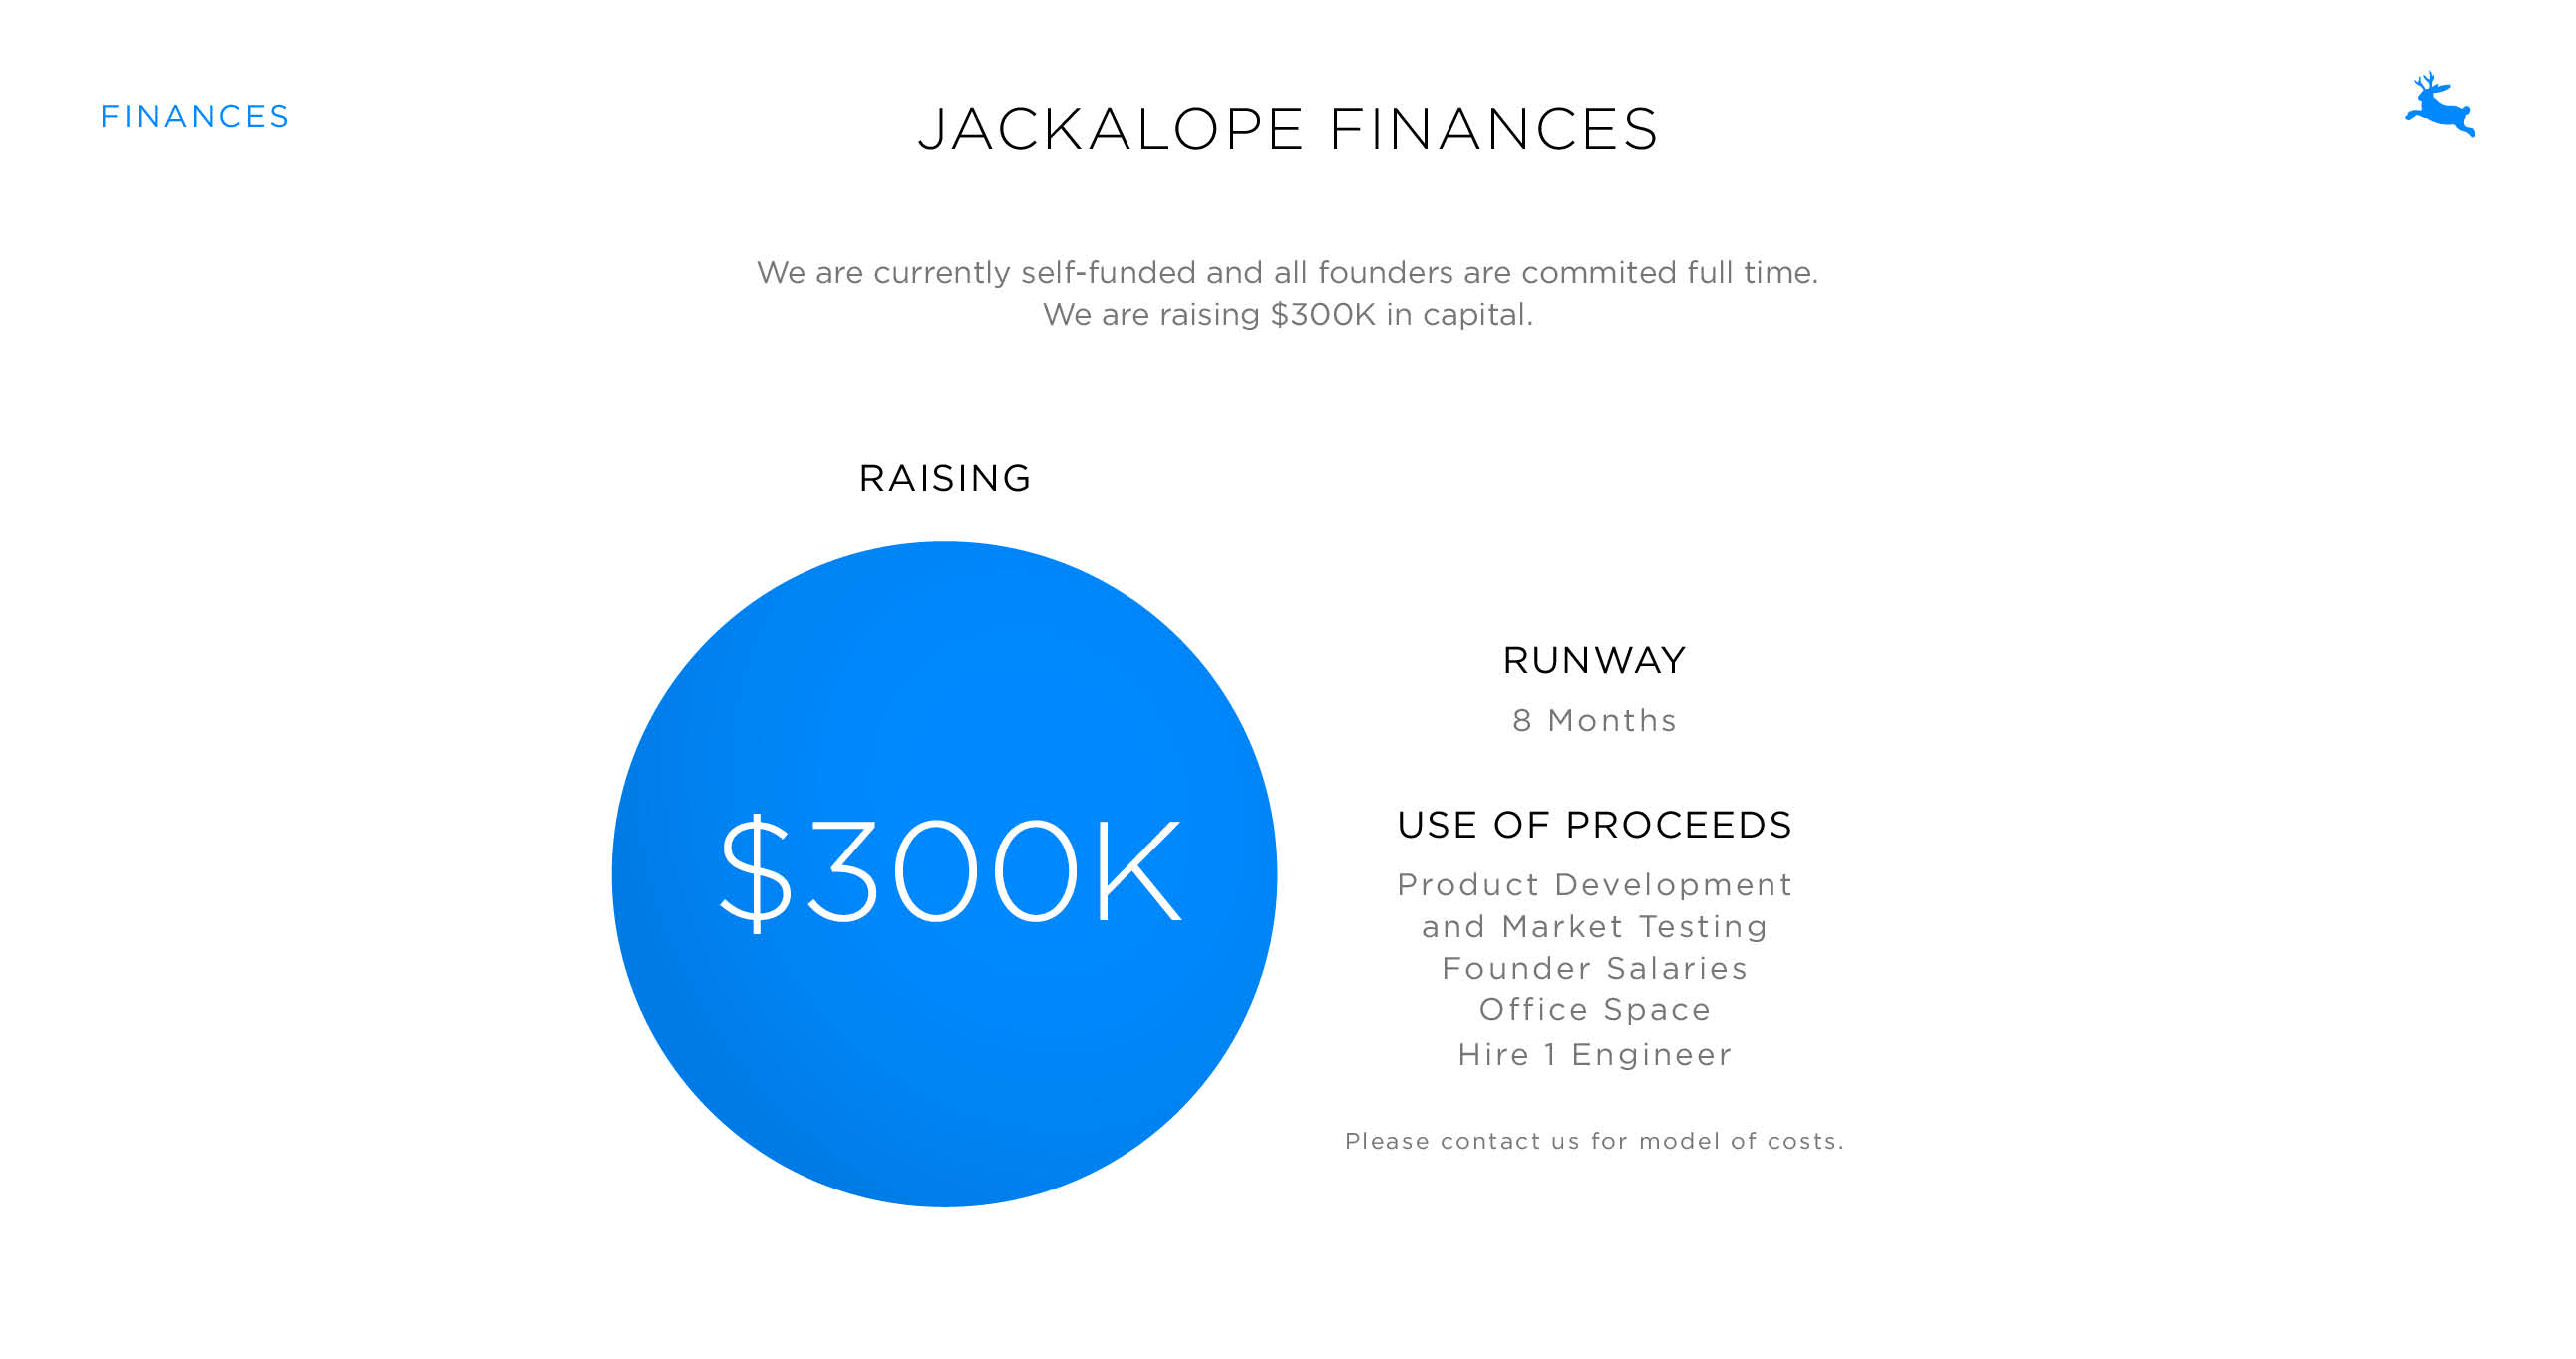 FINANCES
JACKALOPE FINANCES
We are currently self-funded and all founders are commited full time.
We are raising $300K in capital.
RAISING
$300K
RUNWAY
8 Months
USE OF PROCEEDS
Product Development
and Market Testing
Founder Salaries
Office Space
Hire 1 Engineer
Please contact us for model of costs.